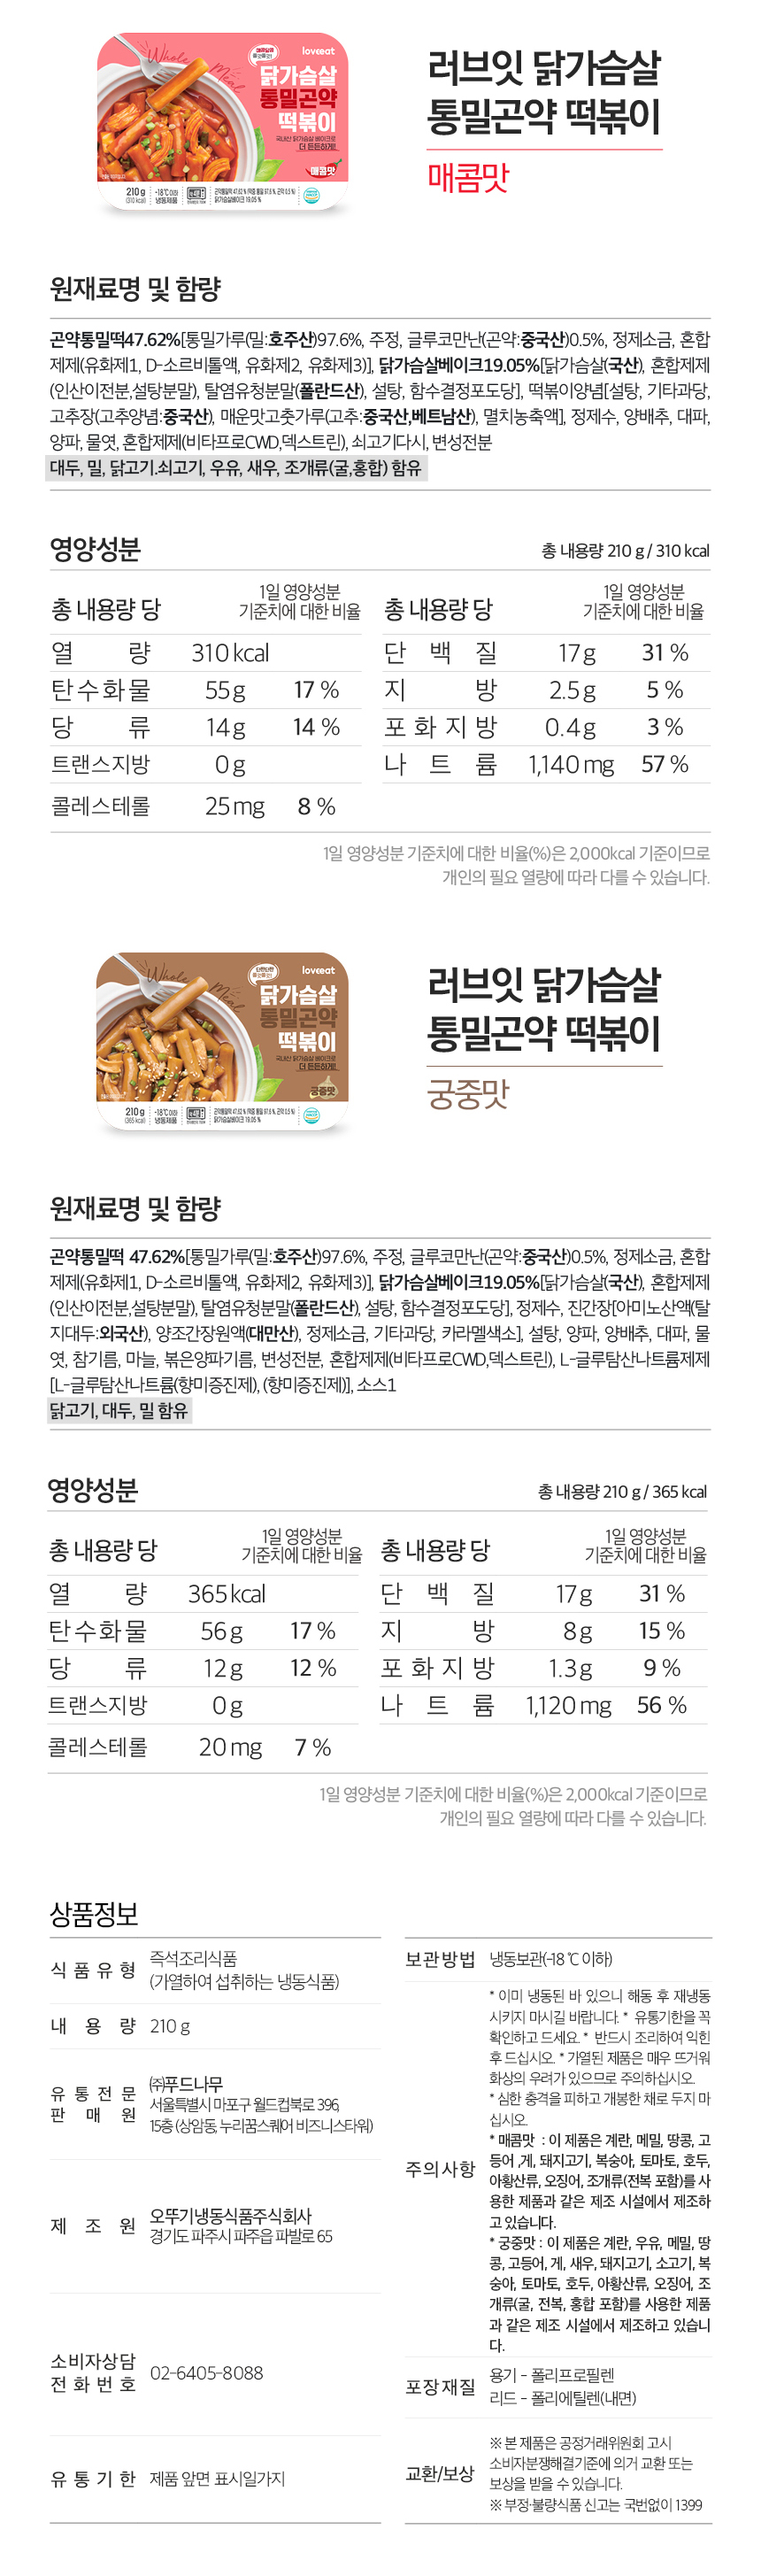 Whole Meal
loveeat
닭가슴살
통밀곤약
떡볶이
국내산 닭가슴살 베이크로
더 든든하게!
매콤맛
210 g
(310 kcal)
-18℃ 이하
냉동제품
러브잇 닭가슴살
통밀곤약 떡볶이
매콤맛
원재료명 및 함량
곤약통밀떡47.62%[통밀가루(밀:호주산)97.6%, 주정, 글루코만난(곤약:중국산)0.5%, 정제소금, 혼합
제제(유화제1, D-소르비톨액, 유화제2, 유화제3)], 닭가슴살베이크19.05%[닭가슴살(국산), 혼합제제
(인산이전분,설탕분말), 탈염유청분말(폴란드산), 설탕, 함수결정포도당], 떡볶이양념[설탕, 기타과당,
고추장(고추양념:중국산), 매운맛고춧가루(고추:중국산,베트남산), 멸치농축액], 정제수, 양배추, 대파,
양파, 물엿, 혼합제제(비타프로CWD,덱스트린), 쇠고기다시, 변성전분
대두, 밀, 닭고기.쇠고기, 우유, 새우, 조개류(굴,홍합) 함유
영양성분
총 내용량 210 g / 310 kcal
총 내용량 당
1일 영양성분
기준치에 대한 비율
총 내용량 당
1일 영양성분
기준치에 대한 비율
열 량 310 kcal
단 백 질 17 g 31 %
탄수화물 55 g 17 %
지 방 2.5 g 5 %
당 류 14 g 14 %
포화지방 0.4 g 3 %
트랜스지방 0 g
나 트 륨 1,140 mg 57 %
콜레스테롤 25 mg 8 %
1일 영양성분 기준치에 대한 비율(%)은 2,000kcal 기준이므로
개인의 필요 열량에 따라 다를 수 있습니다.
Whole Meal
loveeat
닭가슴살
통밀곤약
떡볶이
국내산 닭가슴살 베이크로
더 든든하게!
궁중맛
210 g
(365 kcal)
-18℃ 이하
냉동제품
러브잇 닭가슴살
통밀곤약 떡볶이
궁중맛
원재료명 및 함량
곤약통밀떡 47.62%[통밀가루(밀:호주산)97.6%, 주정, 글루코만난(곤약:중국산)0.5%, 정제소금, 혼합
제제(유화제1, D-소르비톨액, 유화제2, 유화제3)], 닭가슴살베이크19.05%[닭가슴살(국산), 혼합제제
(인산이전분,설탕분말), 탈염유청분말(폴란드산), 설탕, 함수결정포도당], 정제수, 진간장[아미노산액(탈
지대두:외국산), 양조간장원액(대만산), 정제소금, 기타과당, 카라멜색소], 설탕, 양파, 양배추, 대파, 물
엿, 참기름, 마늘, 볶은양파기름, 변성전분, 혼합제제(비타프로CWD,덱스트린), L-글루탐산나트륨제제
[L-글루탐산나트륨(향미증진제), (향미증진제)], 소스1
닭고기, 대두, 밀 함유
영양성분
총 내용량 210 g / 365 kcal
총 내용량 당
1일 영양성분
기준치에 대한 비율
총 내용량 당
1일 영양성분
기준치에 대한 비율
열 량 365 kcal
단 백 질 17 g 31 %
탄수화물 56 g 17 %
지 방 8 g 15 %
당 류 12 g 12 %
포화지방 1.3 g 9 %
트랜스지방 0 g
나 트 륨 1,120 mg 56 %
콜레스테롤 20 mg 7 %
1일 영양성분 기준치에 대한 비율(%)은 2,000kcal 기준이므로
개인의 필요 열량에 따라 다를 수 있습니다.
상품정보
식품유형
즉석조리식품
(가열하여 섭취하는 냉동식품)
내 용 량 210 g
유통전문
판 매 원
㈜푸드나무
서울특별시 마포구 월드컵북로 396,
15층 (상암동, 누리꿈스퀘어 비즈니스타워)
제 조 원
오뚜기냉동식품주식회사
경기도 파주시 파주읍 파발로 65
소비자상담
전화번호
02-6405-8088
유통기한 제품 앞면 표시일가지
보관방법 냉동보관(-18℃ 이하)
주의사항
* 이미 냉동된 바 있으니 해동 후 재냉동
시키지 마시길 바랍니다. * 유통기한을 꼭
확인하고 드세요. * 반드시 조리하여 익힌
후 드십시오. * 가열된 제품은 매우 뜨거워
화상의 우려가 있으므로 주의하십시오.
* 심한 충격을 피하고 개봉한 채로 두지 마
십시오.
* 매콤맛 : 이 제품은 계란, 메밀, 땅콩, 고
등어 ,게, 돼지고기, 복숭아, 토마토, 호두,
아황산류, 오징어, 조개류(전복 포함)를 사
용한 제품과 같은 제조 시설에서 제조하
고 있습니다.
* 궁중맛 : 이 제품은 계란, 우유, 메밀, 땅
콩, 고등어, 게, 새우, 돼지고기, 소고기, 복
숭아, 토마토, 호두, 아황산류, 오징어, 조
개류(굴, 전복, 홍합 포함)를 사용한 제품
과 같은 제조 시설에서 제조하고 있습니
다.
포장재질
용기 - 폴리프로필렌
리드 - 폴리에틸렌(내면)
교환/보상
※ 본 제품은 공정거래위원회 고시
소비자분쟁해결기준에 의거 교환 또는
보상을 받을 수 있습니다.
※ 부정·불량식품 신고는 국번없이 1399